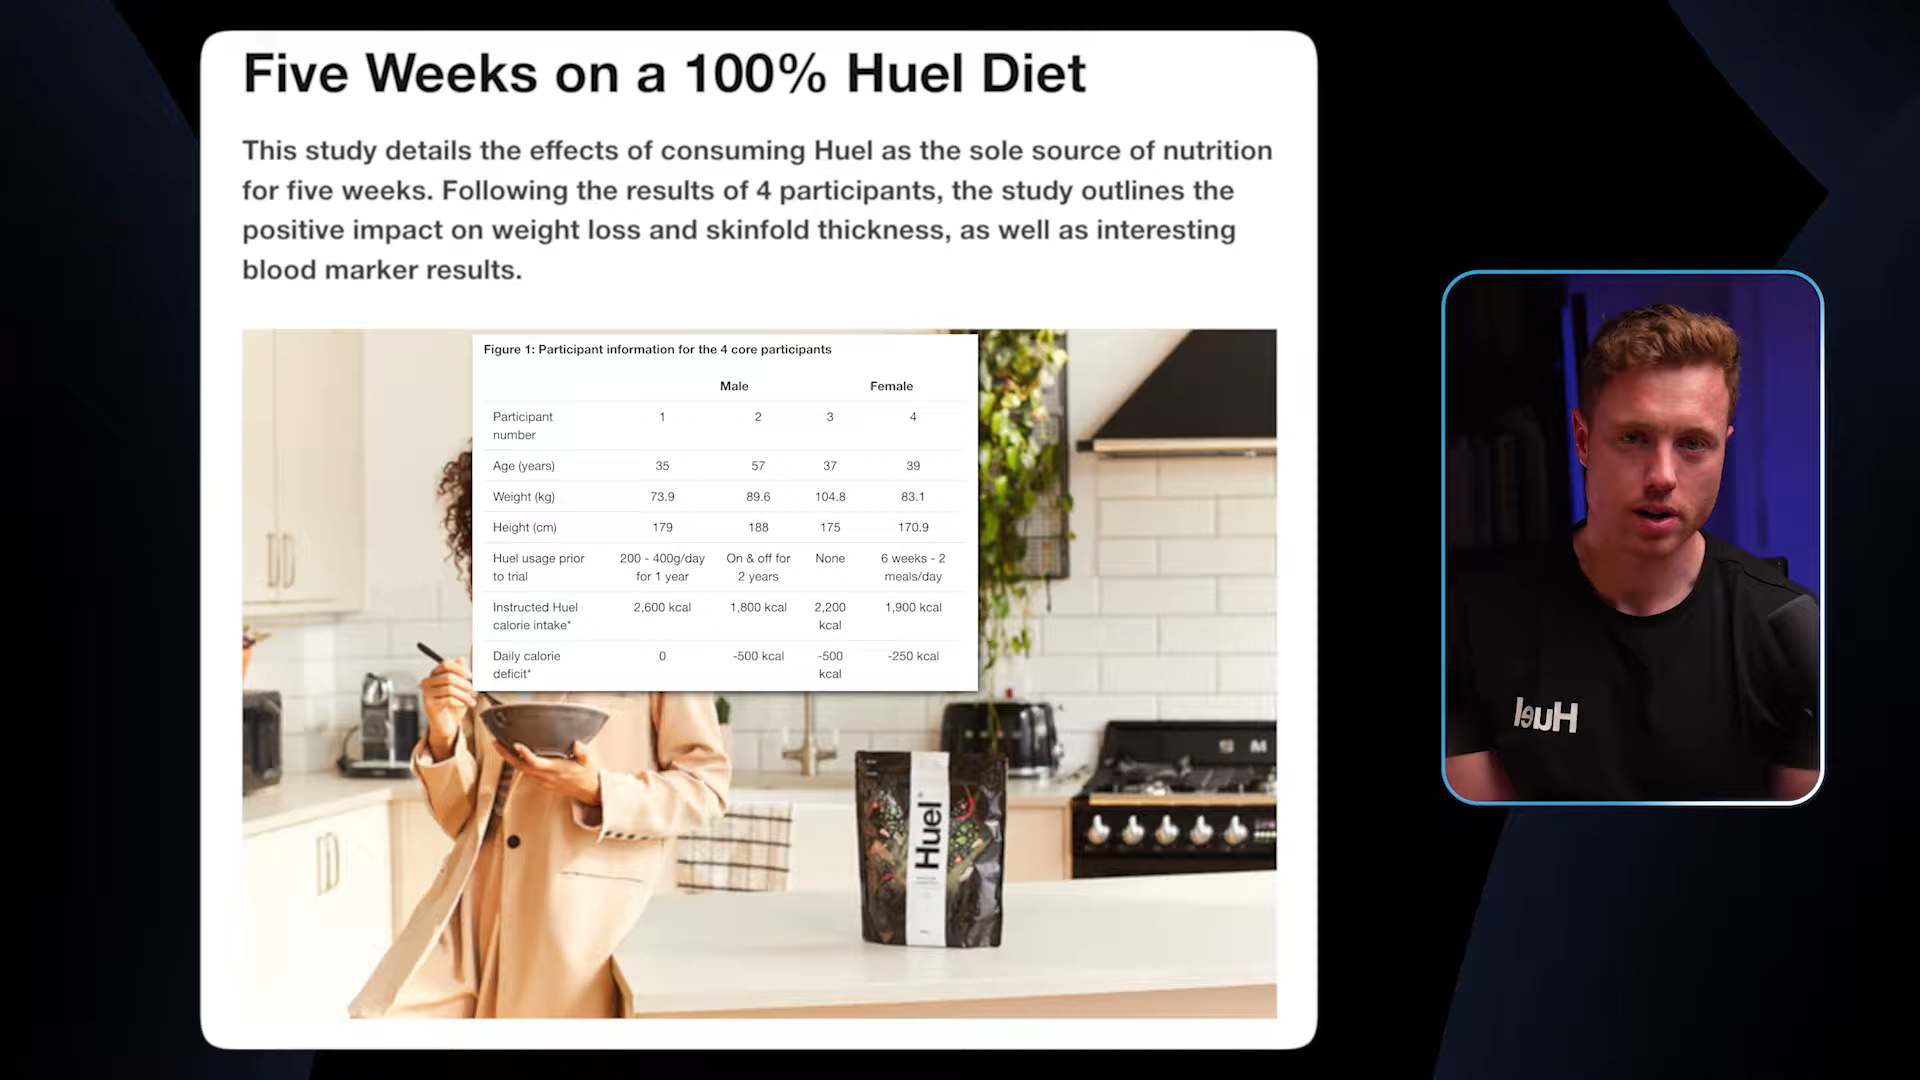 Five Weeks on a 100% Huel Diet
This study details the effects of consuming Huel as the sole source of nutrition
for five weeks. Following the results of 4 participants, the study outlines the
positive impact on weight loss and skinfold thickness, as well as interesting
blood marker results.
Figure 1: Participant information for the 4 core participants
Male Female
Participant number 1 2 3 4
Age (years) 35 57 37 39
Weight (kg) 73.9 89.6 104.8 83.1
Height (cm) 179 188 175 170.9
Huel usage prior to trial 200 - 400g/day for 1 year On & off for 2 years None 6 weeks - 2 meals/day
Instructed Huel calorie intake* 2,600 kcal 1,800 kcal 2,200 kcal 1,900 kcal
Daily calorie deficit* 0 -500 kcal -500 kcal -250 kcal
S M
Huel
Huel